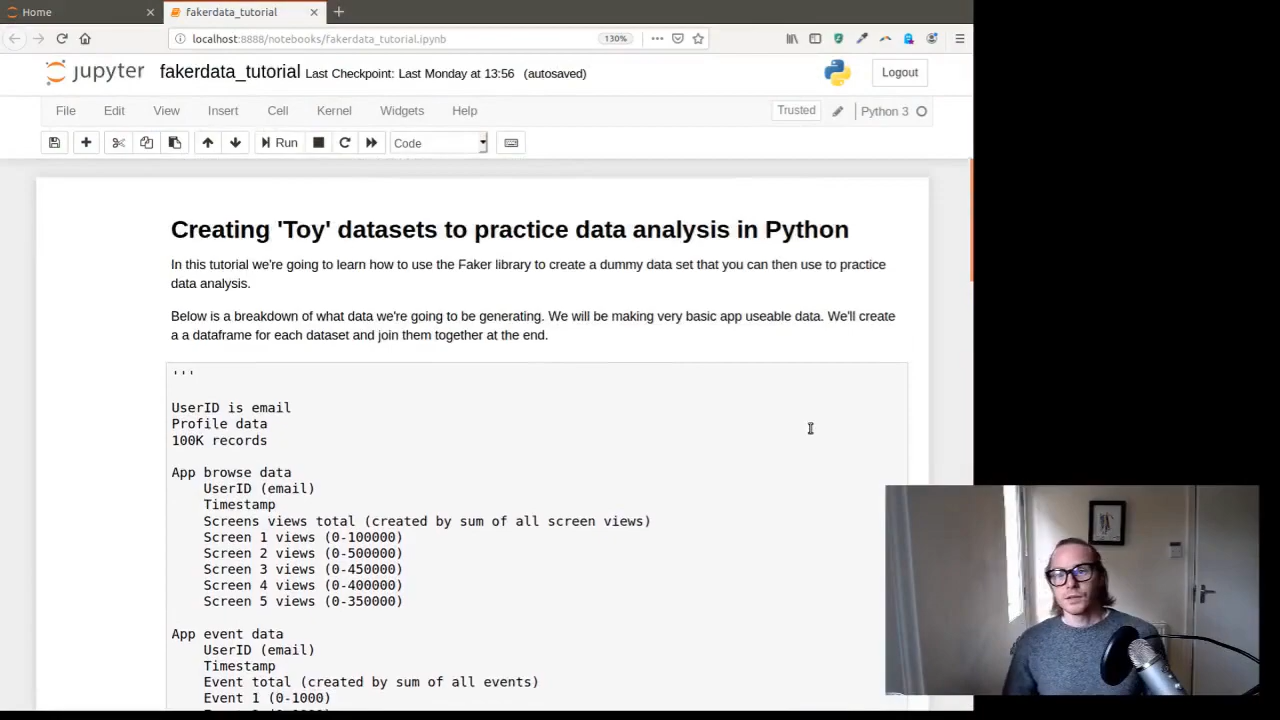 Home
fakerdata_tutorial
localhost:8888/notebooks/fakerdata_tutorial.ipynb
130%
jupyter fakerdata_tutorial Last Checkpoint: Last Monday at 13:56 (autosaved)
Logout
File Edit View Insert Cell Kernel Widgets Help
Trusted
Python 3
Run
Code
Creating 'Toy' datasets to practice data analysis in Python
In this tutorial we're going to learn how to use the Faker library to create a dummy data set that you can then use to practice
data analysis.
Below is a breakdown of what data we're going to be generating. We will be making very basic app useable data. We'll create
a a dataframe for each dataset and join them together at the end.
'''
UserID is email
Profile data
100K records
App browse data
UserID (email)
Timestamp
Screens views total (created by sum of all screen views)
Screen 1 views (0-100000)
Screen 2 views (0-500000)
Screen 3 views (0-450000)
Screen 4 views (0-400000)
Screen 5 views (0-350000)
App event data
UserID (email)
Timestamp
Event total (created by sum of all events)
Event 1 (0-1000)